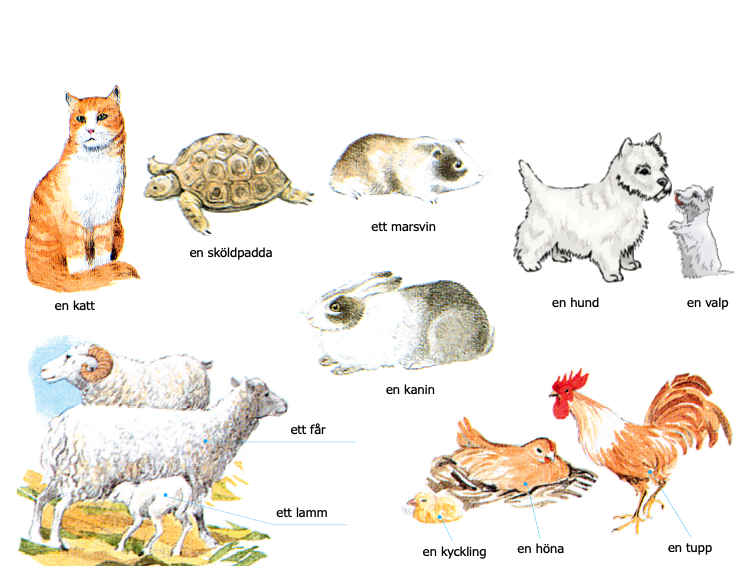 ett marsvin
en sköldpadda
en katt
en hund
en valp
en kanin
ett får
ett lamm
en kyckling
en höna
en tupp